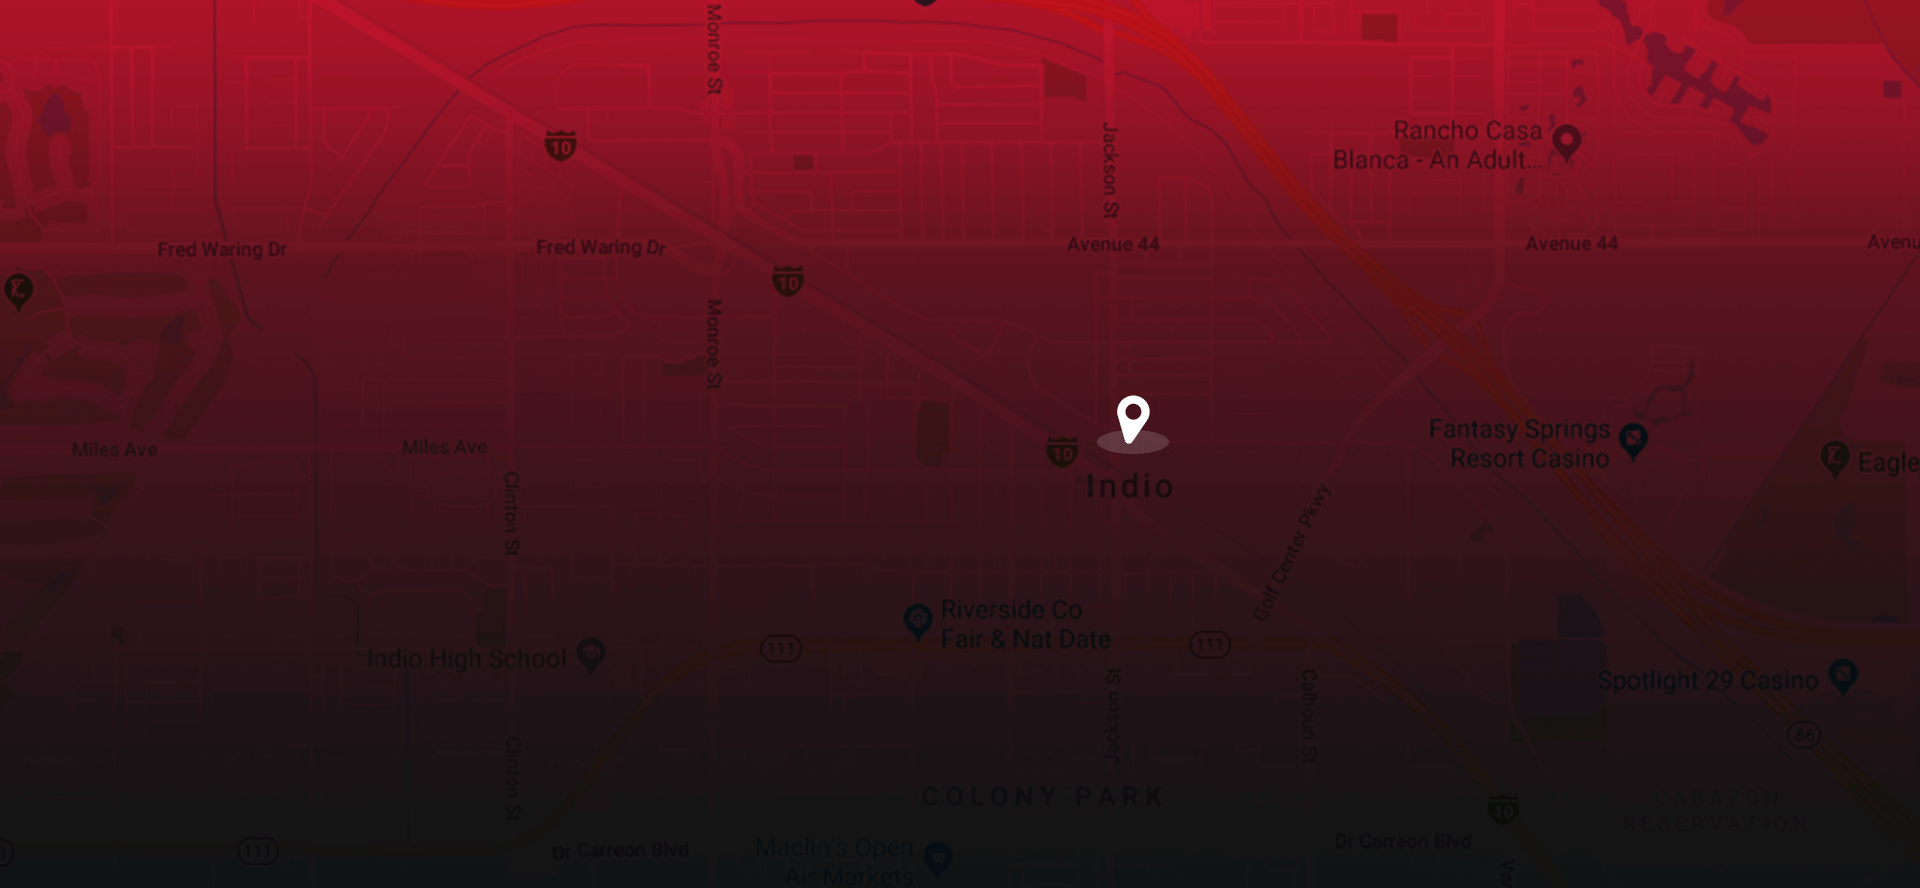 Monroe St
10
Jackson St
Rancho Casa
Blanca - An Adult...
Fred Waring Dr
Fred Waring Dr
Avenue 44
Avenue 44
Avenu
10
Monroe St
Miles Ave
Miles Ave
10
Fantasy Springs
Resort Casino
Eagle
Indio
Clinton St
Golf Center Pkwy
Riverside Co
Fair & Nat Date
Indio High School
111
111
Jackson St
Calhoun St
Spotlight 29 Casino
86
Clinton St
COLONY PARK
10
CABAZON
RESERVATION
111
Dr Carreon Blvd
Maclin's Open
Air Markets
Dr Carreon Blvd